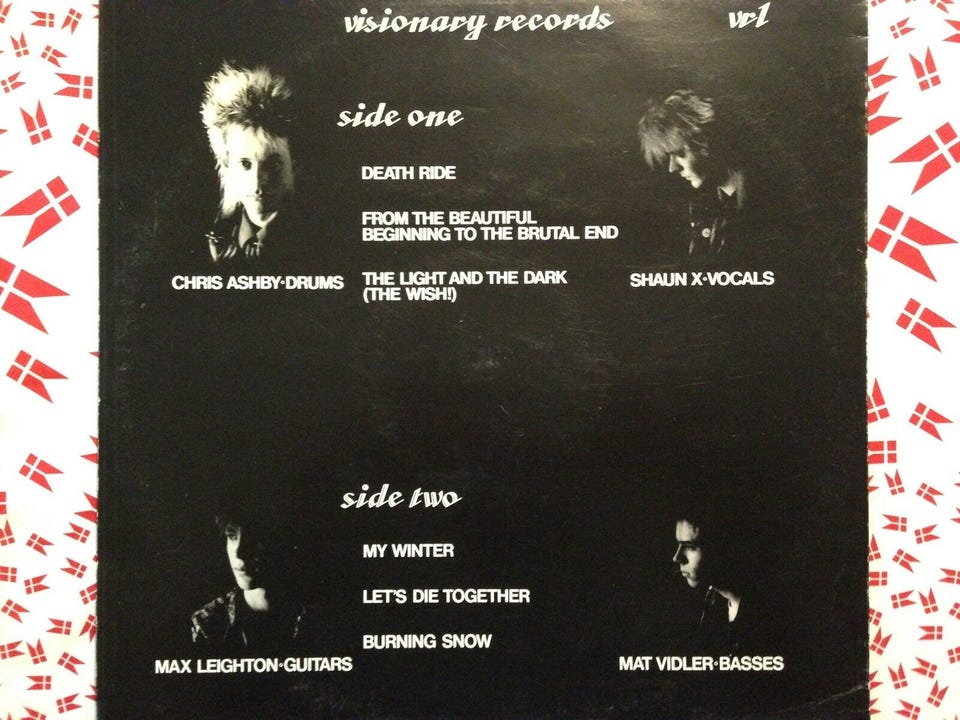 visionary records
vr1
side one
DEATH RIDE
FROM THE BEAUTIFUL
BEGINNING TO THE BRUTAL END
CHRIS ASHBY•DRUMS
THE LIGHT AND THE DARK
(THE WISH!)
SHAUN X•VOCALS
side two
MY WINTER
LET'S DIE TOGETHER
BURNING SNOW
MAX LEIGHTON•GUITARS
MAT VIDLER•BASSES